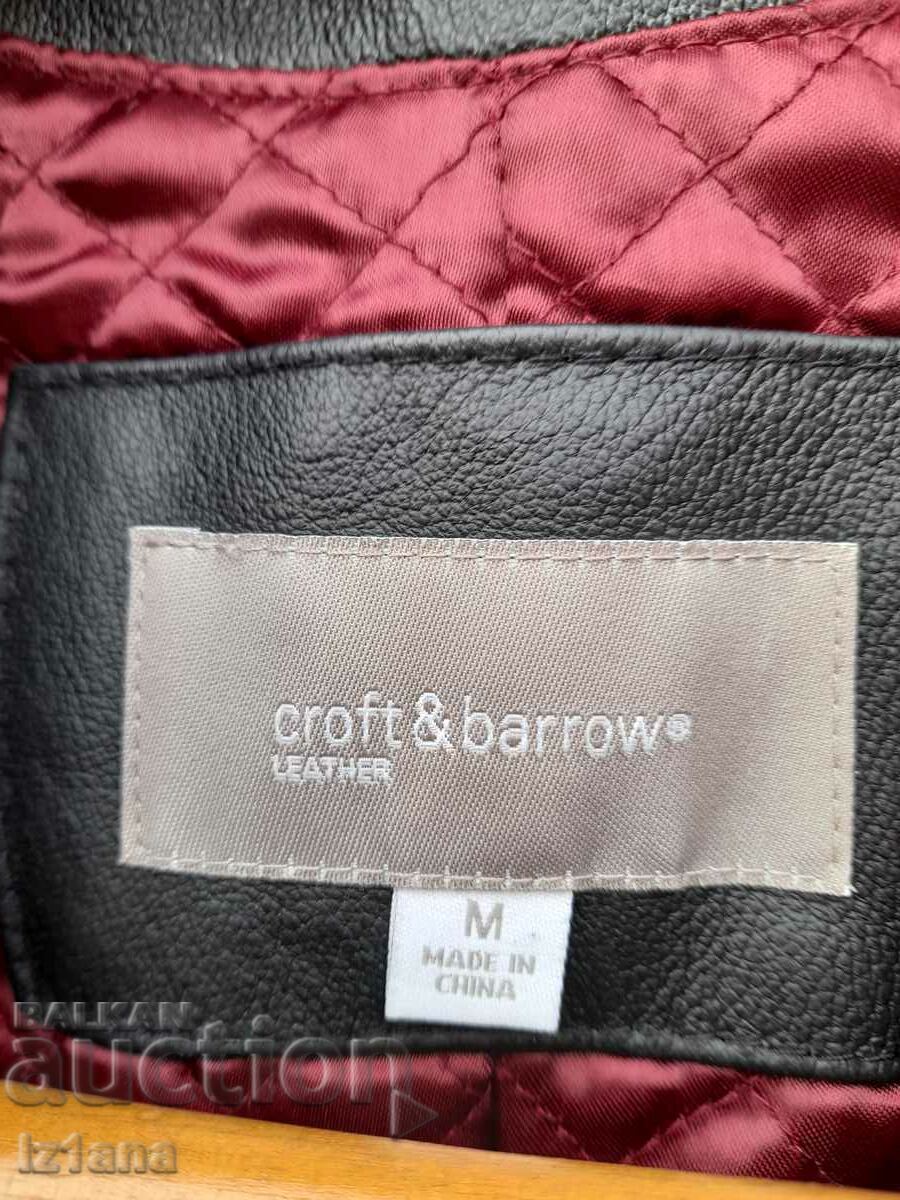 croft&barrow®
LEATHER
M
MADE IN
CHINA
BALKAN
auction
iz1ana